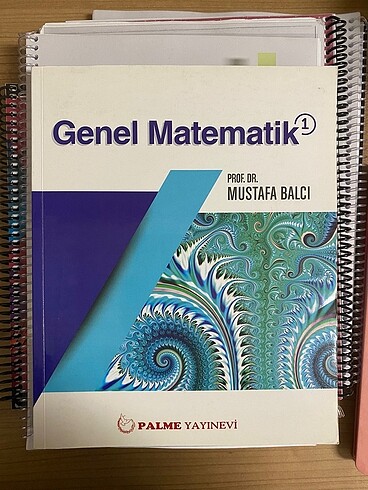 Genel Matematik 1
PROF. DR.
MUSTAFA BALCI
PALME YAYINEVİ